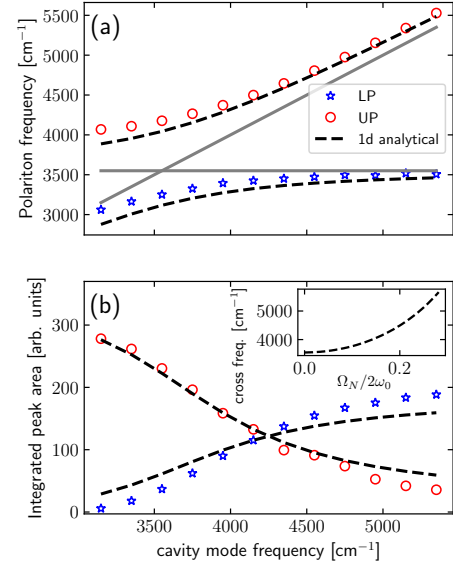 (a)
Polariton frequency [cm⁻¹]
5500
5000
4500
4000
3500
3000
LP
UP
1d analytical
(b)
Integrated peak area [arb. units]
300
200
100
0
cross freq. [cm⁻¹]
5000
4000
0.0
0.2
Ω_N/2ω₀
3500
4000
4500
5000
cavity mode frequency [cm⁻¹]